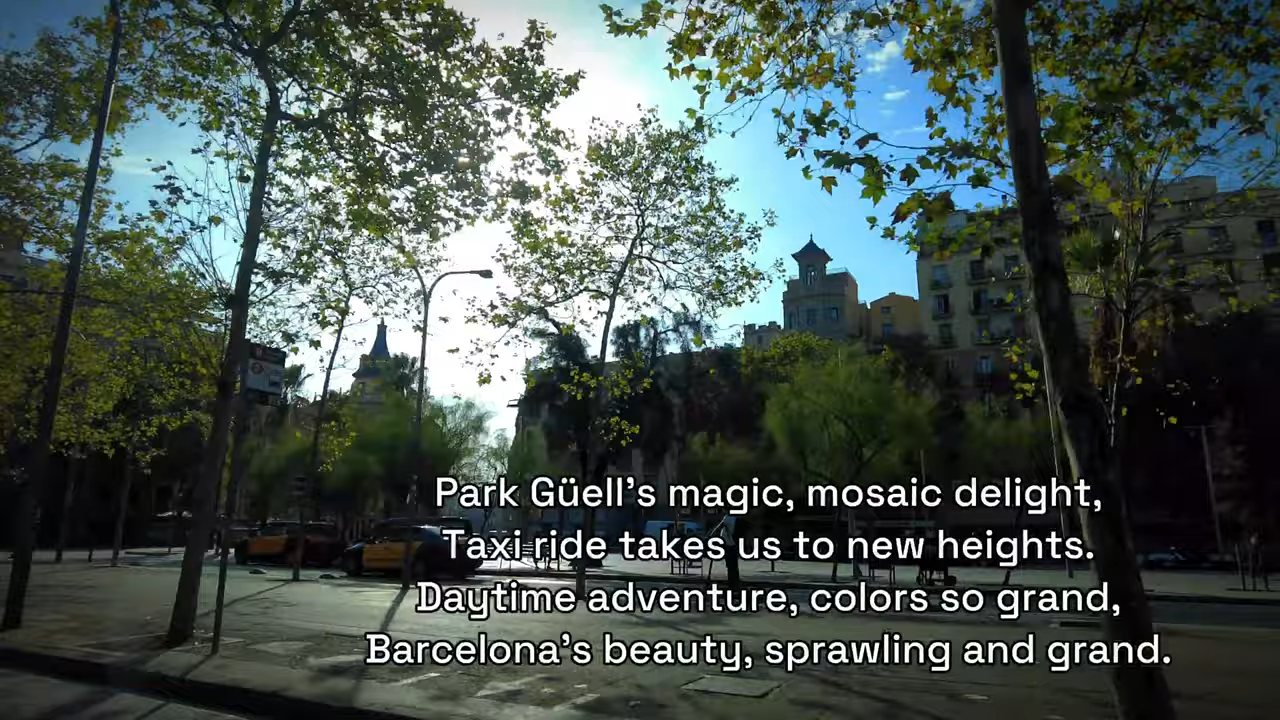 Park Güell’s magic, mosaic delight,
Taxi ride takes us to new heights.
Daytime adventure, colors so grand,
Barcelona’s beauty, sprawling and grand.